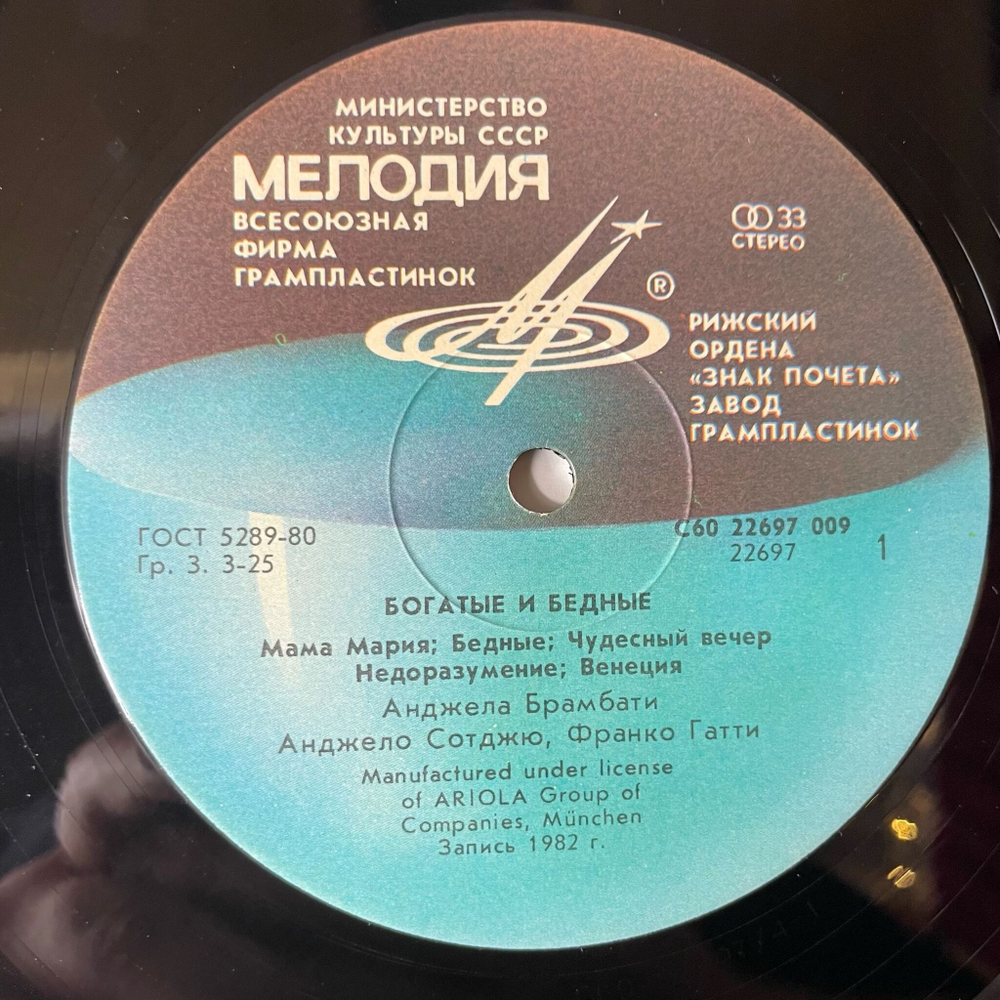 МИНИСТЕРСТВО
КУЛЬТУРЫ СССР
МЕЛОДИЯ
ВСЕСОЮЗНАЯ
ФИРМА
ГРАМПЛАСТИНОК
33
СТЕРЕО
®
РИЖСКИЙ
ОРДЕНА
«ЗНАК ПОЧЕТА»
ЗАВОД
ГРАМПЛАСТИНОК
ГОСТ 5289-80
Гр. 3. 3-25
С60 22697 009
22697
1
БОГАТЫЕ И БЕДНЫЕ
Мама Мария; Бедные; Чудесный вечер
Недоразумение; Венеция
Анджела Брамбати
Анджело Сотджю, Франко Гатти
Manufactured under license
of ARIOLA Group of
Companies, München
Запись 1982 г.